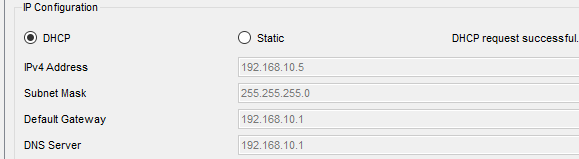 IP Configuration
DHCP Static DHCP request successful.
IPv4 Address 192.168.10.5
Subnet Mask 255.255.255.0
Default Gateway 192.168.10.1
DNS Server 192.168.10.1